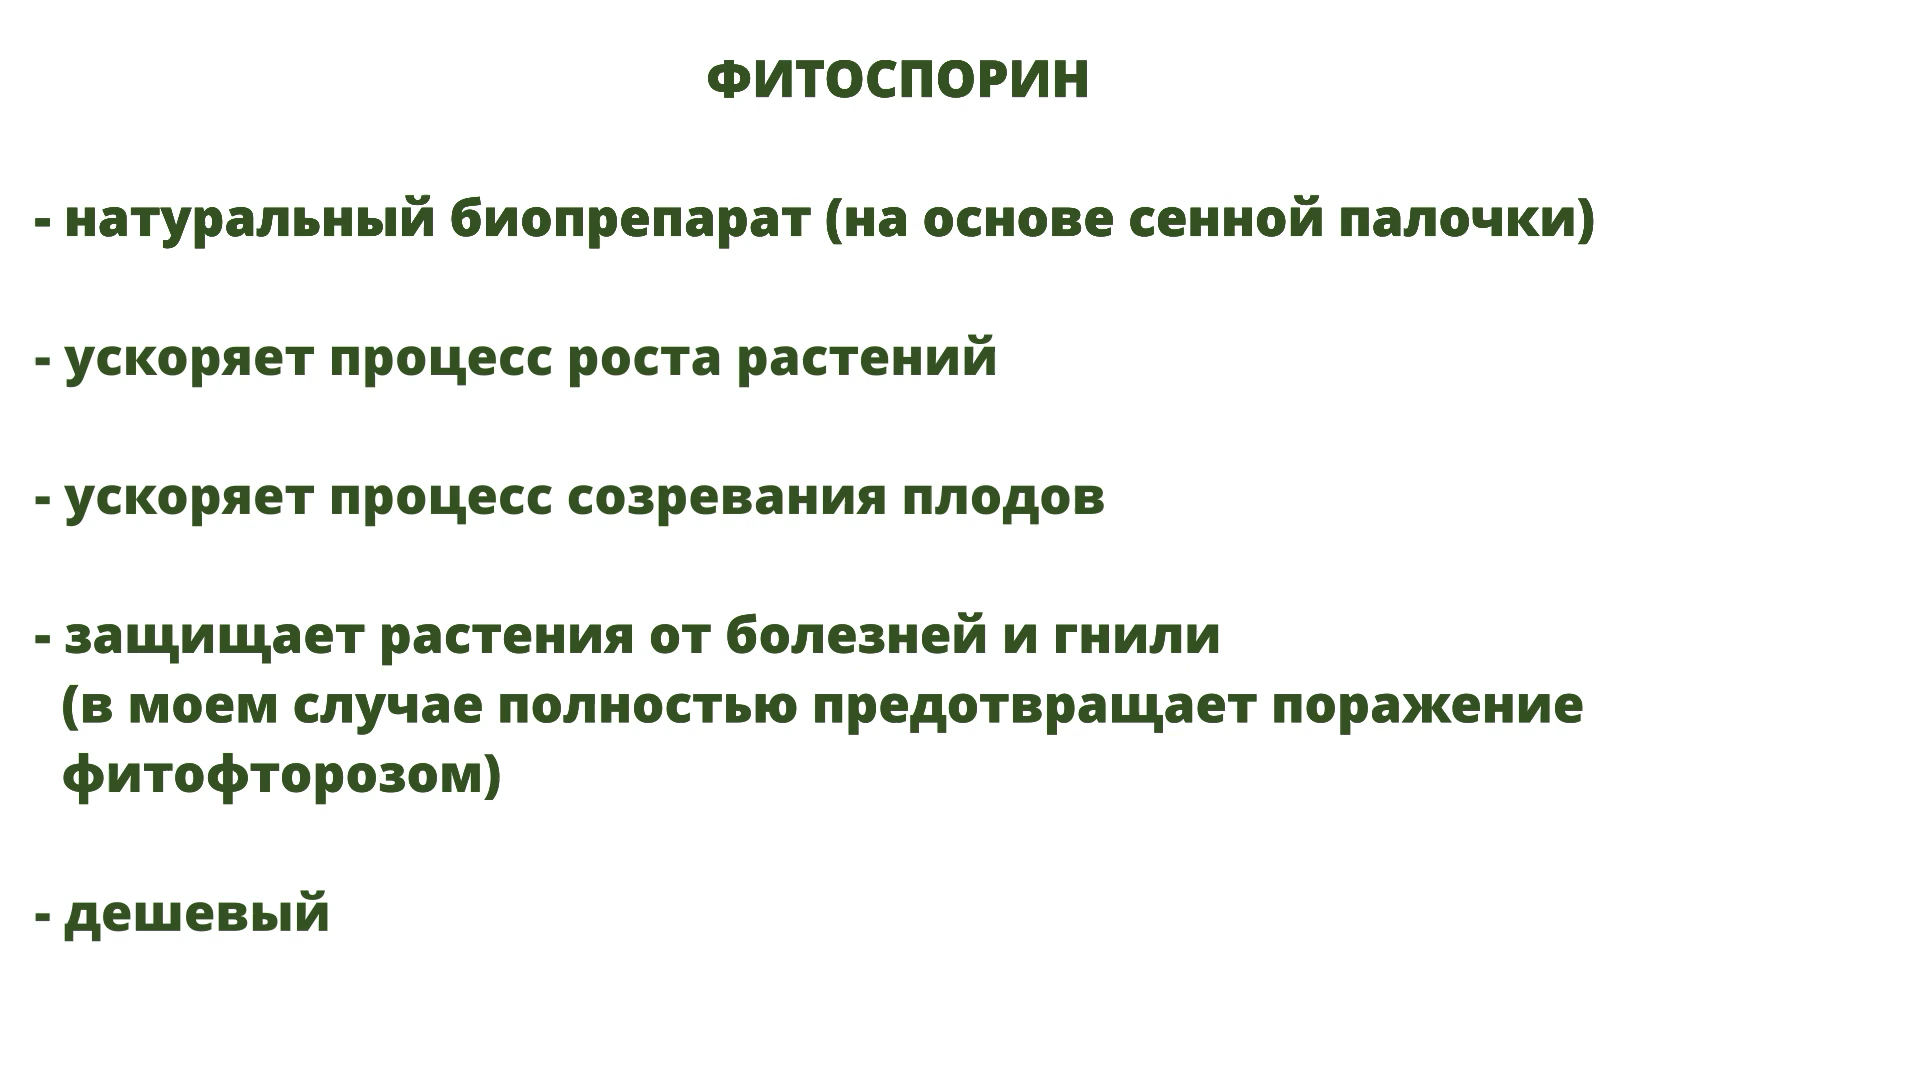 ФИТОСПОРИН
- натуральный биопрепарат (на основе сенной палочки)
- ускоряет процесс роста растений
- ускоряет процесс созревания плодов
- защищает растения от болезней и гнили
(в моем случае полностью предотвращает поражение
фитофторозом)
- дешевый